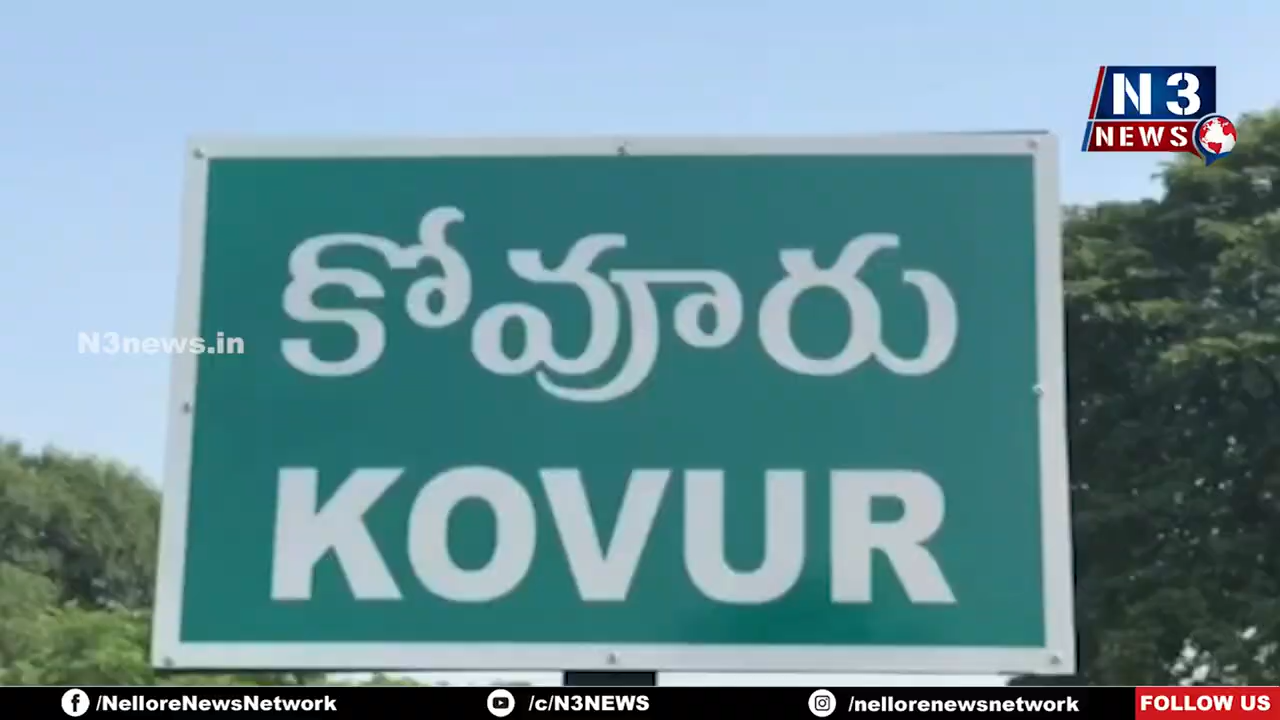 N3
NEWS
కోవూరు
N3news.in
KOVUR
/NelloreNewsNetwork
/c/N3NEWS
/nellorenewsnetwork
FOLLOW US